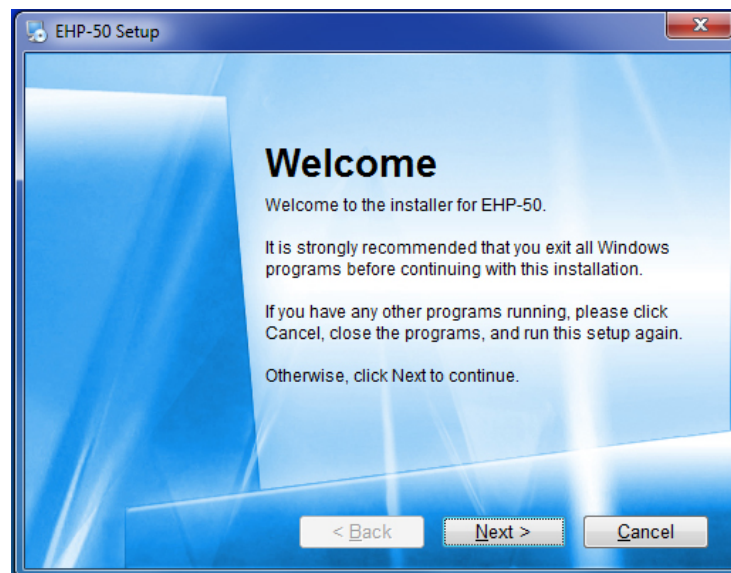 EHP-50 Setup
Welcome
Welcome to the installer for EHP-50.
It is strongly recommended that you exit all Windows
programs before continuing with this installation.
If you have any other programs running, please click
Cancel, close the programs, and run this setup again.
Otherwise, click Next to continue.
< Back
Next >
Cancel